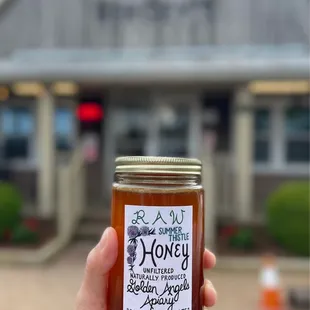 RAW
SUMMER
THISTLE
HONEY
UNFILTERED
NATURALLY PRODUCED
Golden Angels
Apiary